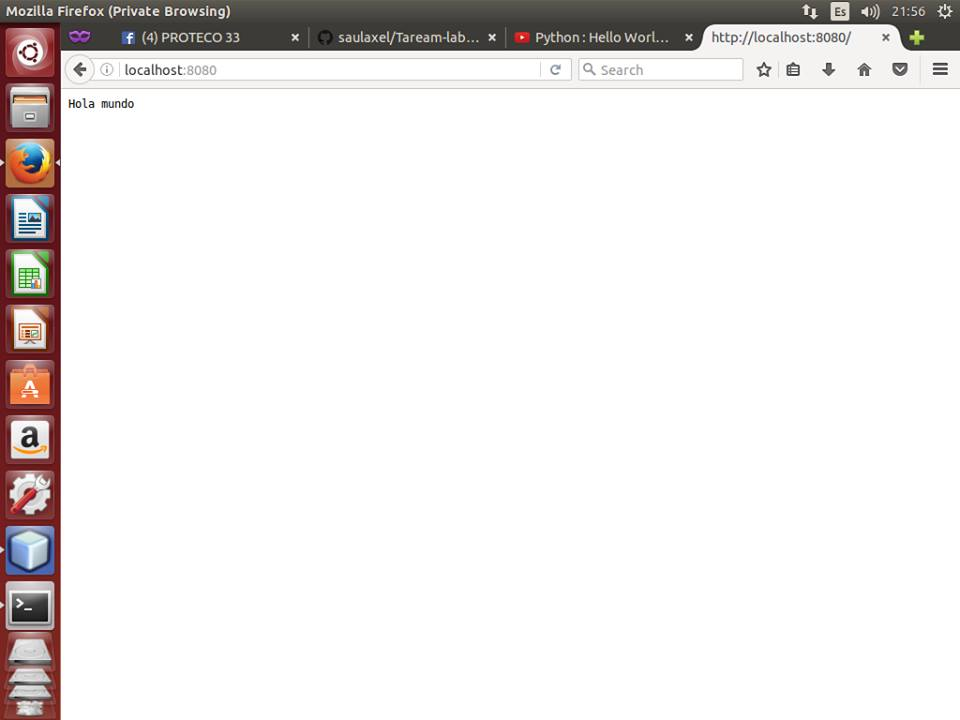 Mozilla Firefox (Private Browsing)
Es
21:56
(4) PROTECO 33
saulaxel/Taream-lab...
Python : Hello Worl...
http://localhost:8080/
localhost:8080
Search
Hola mundo